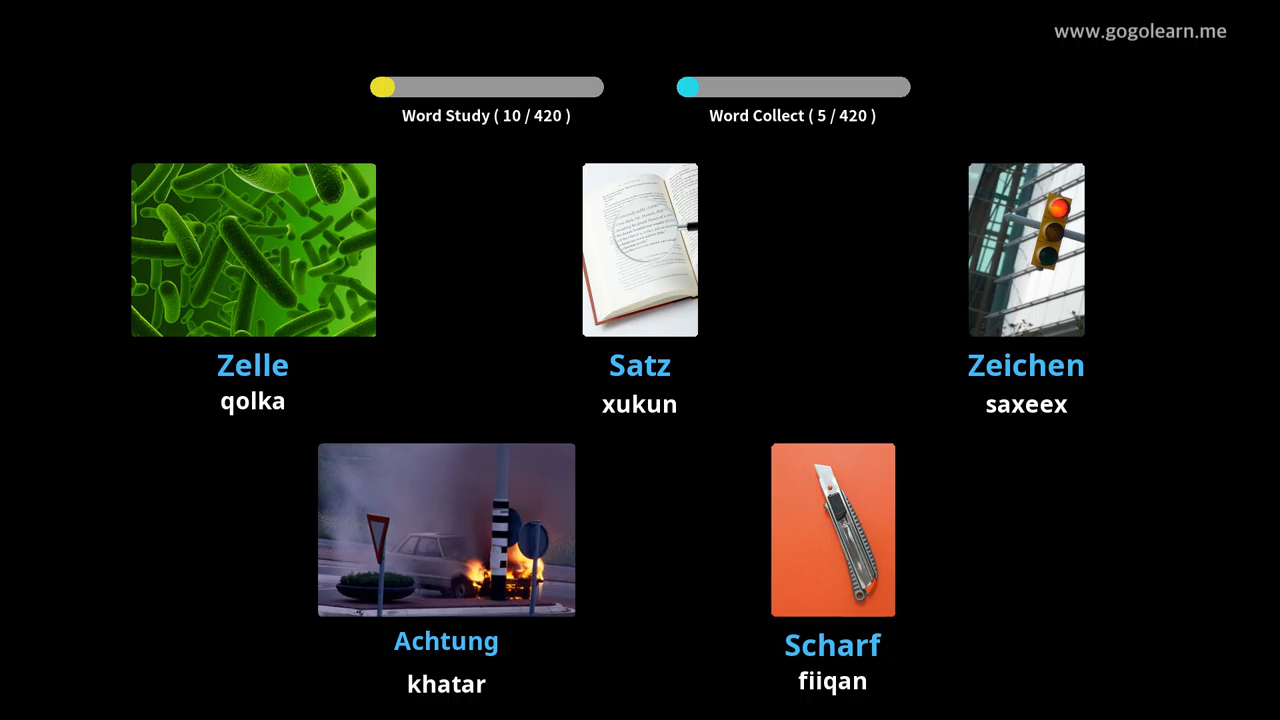 www.gogolearn.me
Word Study ( 10 / 420 )
Word Collect ( 5 / 420 )
Zelle
qolka
Satz
xukun
Zeichen
saxeex
Achtung
khatar
Scharf
fiiqan